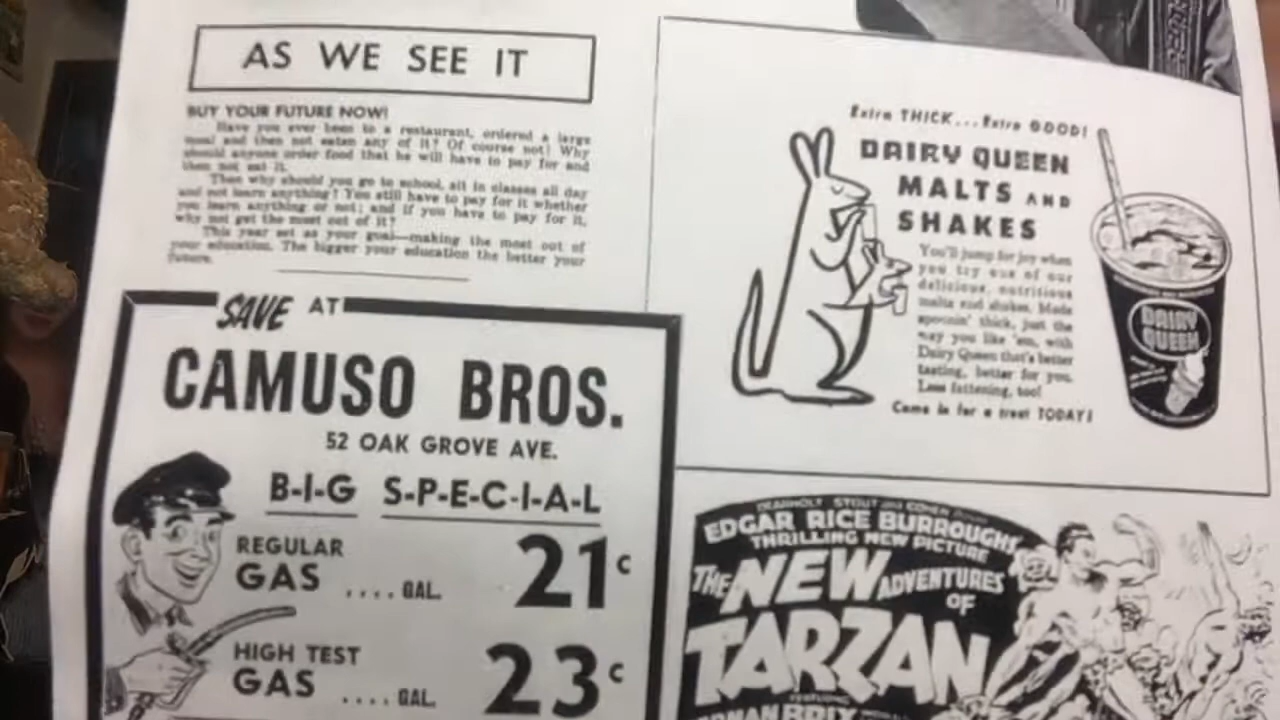 AS WE SEE IT
BUY YOUR FUTURE NOW!
Have you ever been to a restaurant, ordered a large
meal and then not eaten any of it? Of course not! Why
should anyone order food that he will have to pay for and
then not eat it.
Then why should you go to school, sit in classes all day
and not learn anything? You still have to pay for it whether
you learn anything or not; and if you have to pay for it,
why not get the most out of it?
This year set as your goal—making the most out of
your education. The bigger your education the better your
future.
SAVE AT
CAMUSO BROS.
52 OAK GROVE AVE.
B-I-G S-P-E-C-I-A-L
REGULAR
GAS .... GAL. 21c
HIGH TEST
GAS .... GAL. 23c
Extra THICK...Extra GOOD!
DAIRY QUEEN
MALTS AND
SHAKES
You'll jump for joy when
you try one of our
delicious, nutritious
malts and shakes. Made
spoonin' thick, just the
way you like 'em, with
Dairy Queen that's better
tasting, better for you.
Less fattening, too!
Come in for a treat TODAY!
DAIRY
QUEEN
STOUT AND COHEN
EDGAR RICE BURROUGHS
THRILLING NEW PICTURE
THE NEW ADVENTURES
OF
TARZAN
BRIX